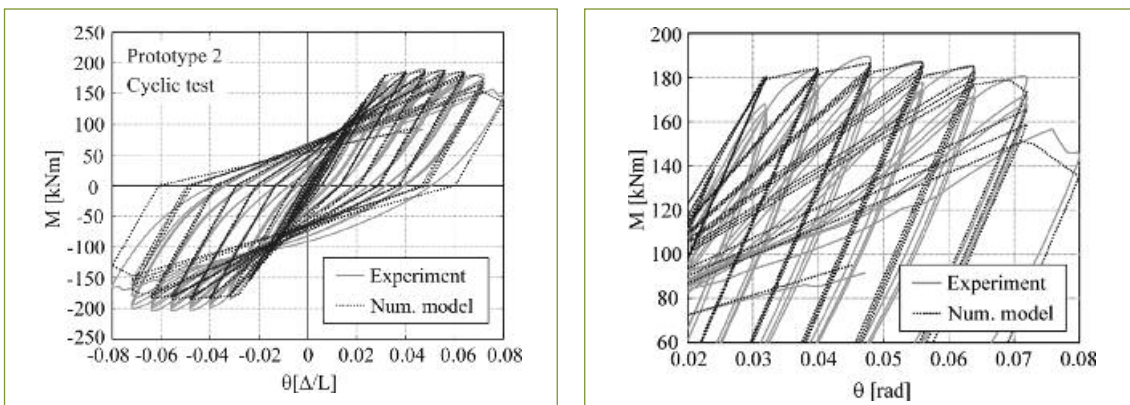 250
200
150
100
50
0
-50
-100
-150
-200
-250
M [kNm]
Prototype 2
Cyclic test
Experiment
Num. model
-0.08 -0.06 -0.04 -0.02 0 0.02 0.04 0.06 0.08
θ[Δ/L]
200
180
160
140
120
100
80
60
M [kNm]
Experiment
Num. model
0.02 0.03 0.04 0.05 0.06 0.07 0.08
θ [rad]